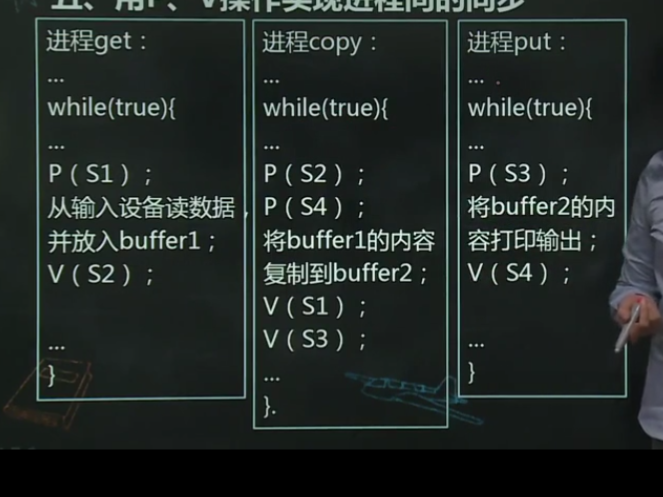 五、用P、V操作实现进程间的同步
进程get：
...
while(true){
...
P（S1）；
从输入设备读数据，
并放入buffer1；
V（S2）；
...
}
进程copy：
...
while(true){
...
P（S2）；
P（S4）；
将buffer1的内容
复制到buffer2；
V（S1）；
V（S3）；
...
}.
进程put：
...
while(true){
...
P（S3）；
将buffer2的内
容打印输出；
V（S4）；
...
}